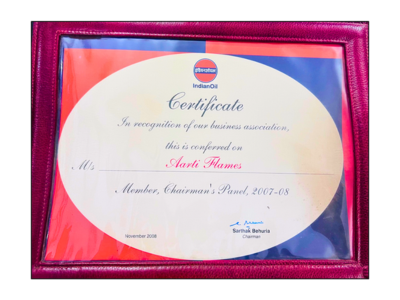 इंडियनऑयल
IndianOil
Certificate
In recognition of our business association,
this is conferred on
M/s Aarti Flames
Member, Chairman's Panel, 2007-08
November 2008
Sarthak Behuria
Chairman